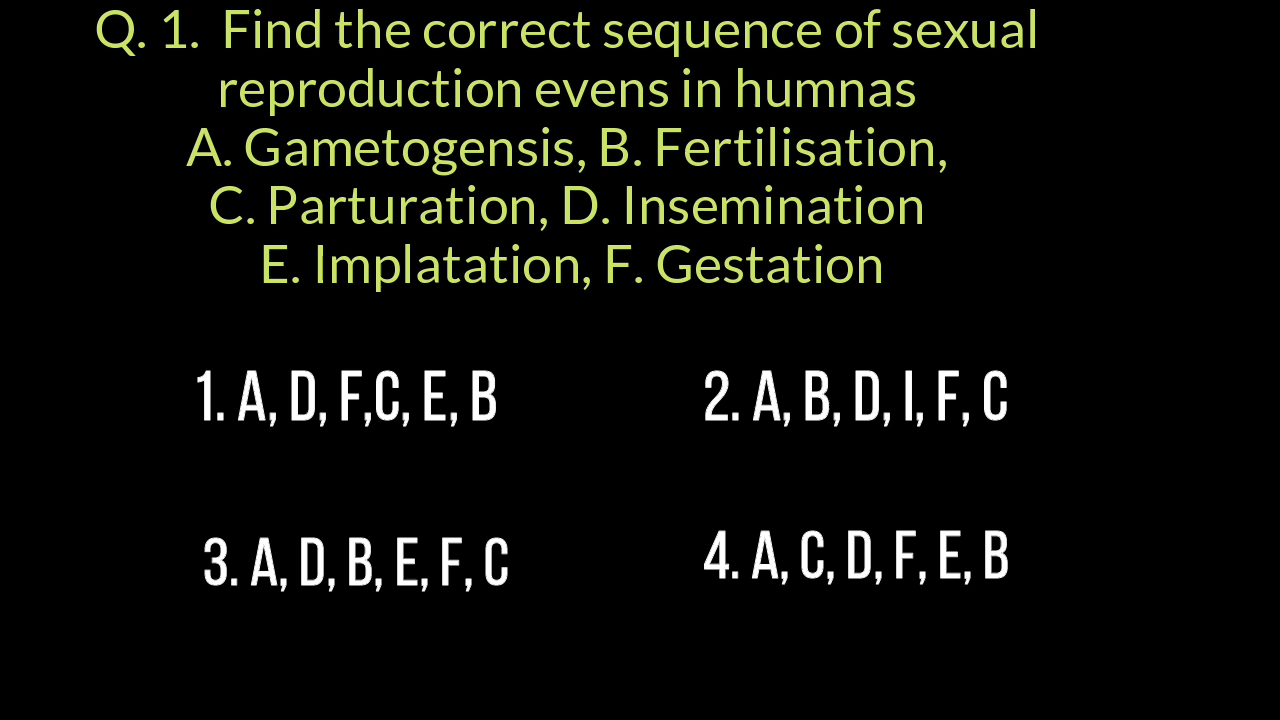 Q. 1. Find the correct sequence of sexual
reproduction evens in humnas
A. Gametogensis, B. Fertilisation,
C. Parturation, D. Insemination
E. Implatation, F. Gestation
1. A, D, F,C, E, B
2. A, B, D, I, F, C
3. A, D, B, E, F, C
4. A, C, D, F, E, B